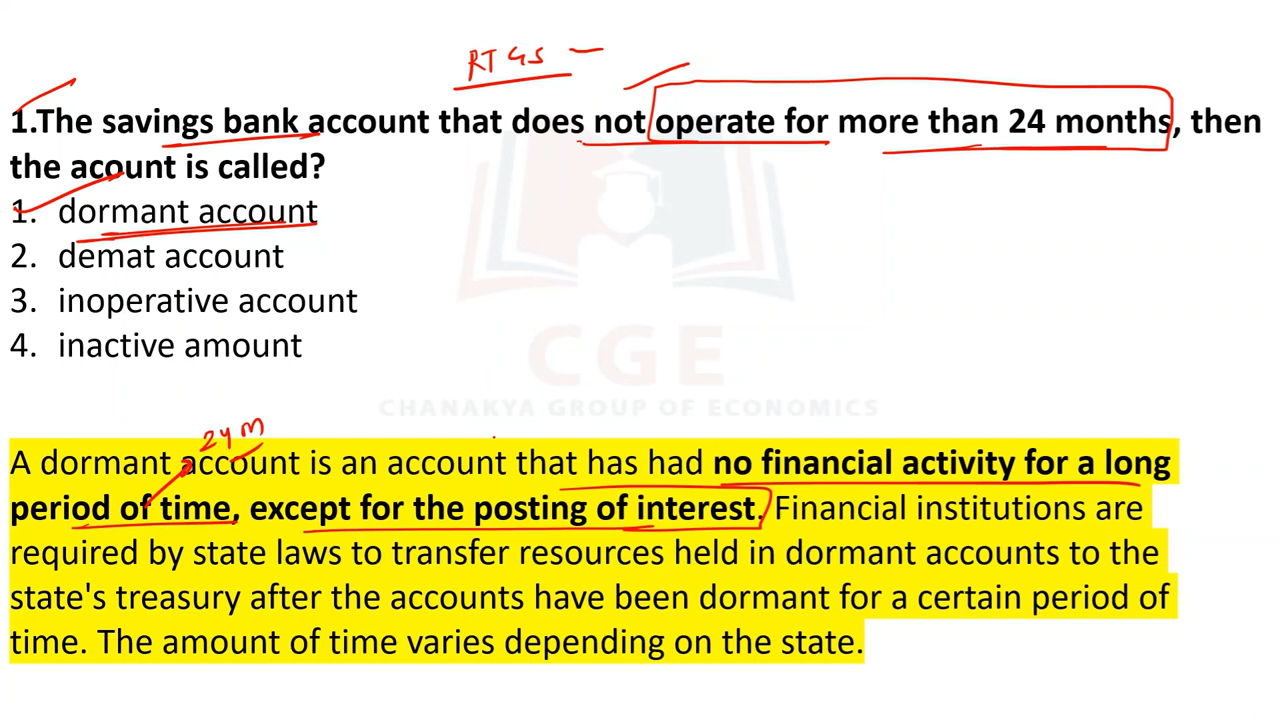 RTGS –
1.The savings bank account that does not operate for more than 24 months, then
the acount is called?
1. dormant account
2. demat account
3. inoperative account
4. inactive amount
CGE
CHANAKYA GROUP OF ECONOMICS
24 m
A dormant account is an account that has had no financial activity for a long
period of time, except for the posting of interest. Financial institutions are
required by state laws to transfer resources held in dormant accounts to the
state's treasury after the accounts have been dormant for a certain period of
time. The amount of time varies depending on the state.